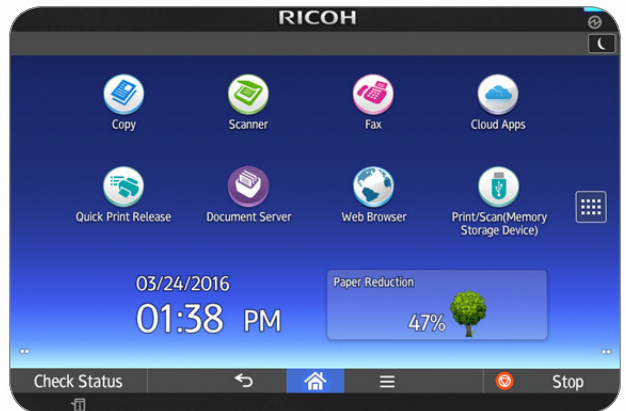 RICOH
Copy
Scanner
Fax
Cloud Apps
Quick Print Release
Document Server
Web Browser
Print/Scan(Memory
Storage Device)
03/24/2016
01:38 PM
Paper Reduction
47%
Check Status
Stop